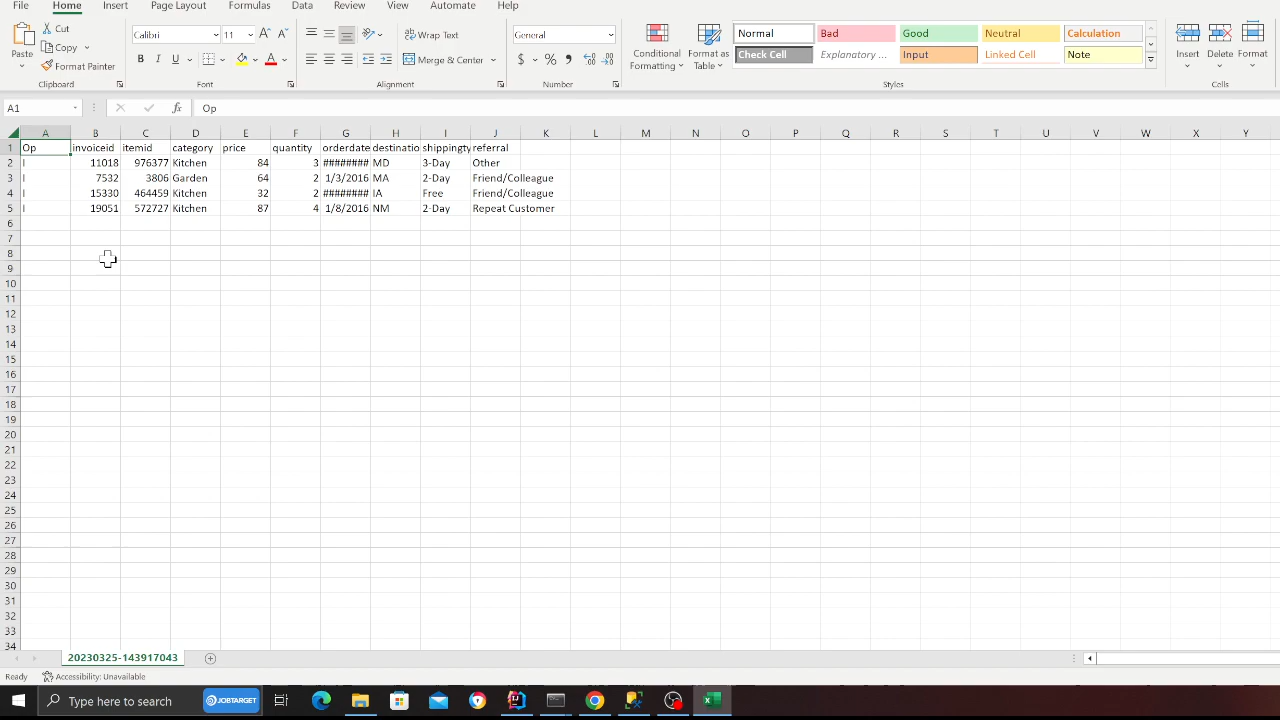 File Home Insert Page Layout Formulas Data Review View Automate Help
Paste Cut Copy Format Painter
Calibri 11 A A
B I U A
Wrap Text
Merge & Center
General
$ % 9
Conditional Formatting
Format as Table
Normal Bad Good Neutral Calculation
Check Cell Explanatory ... Input Linked Cell Note
Insert Delete Format
Clipboard Font Alignment Number Styles Cells
A1 fx Op
A B C D E F G H I J K L M N O P Q R S T U V W X Y
1 Op invoiceid itemid category price quantity orderdate destinatio shippingty referral
2 I 11018 976377 Kitchen 84 3 ######## MD 3-Day Other
3 I 7532 3806 Garden 64 2 1/3/2016 MA 2-Day Friend/Colleague
4 I 15330 464459 Kitchen 32 2 ######## IA Free Friend/Colleague
5 I 19051 572727 Kitchen 87 4 1/8/2016 NM 2-Day Repeat Customer
6
7
8
9
10
11
12
13
14
15
16
17
18
19
20
21
22
23
24
25
26
27
28
29
30
31
32
33
34
20230325-143917043
Ready Accessibility: Unavailable
Type here to search JOBTARGET